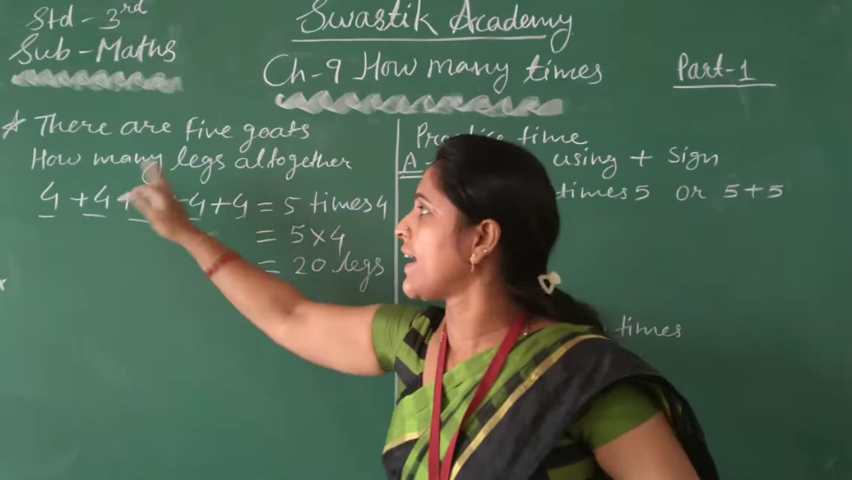 Std - 3rd
Sub - Maths
Swastik Academy
Ch-9 How many times
Part-1
There are five goats
How many legs altogether
4 + 4 + 4 + 4 = 5 times 4
= 5 x 4
= 20 legs
Practice time
A - using + sign
times 5 or 5+5
times